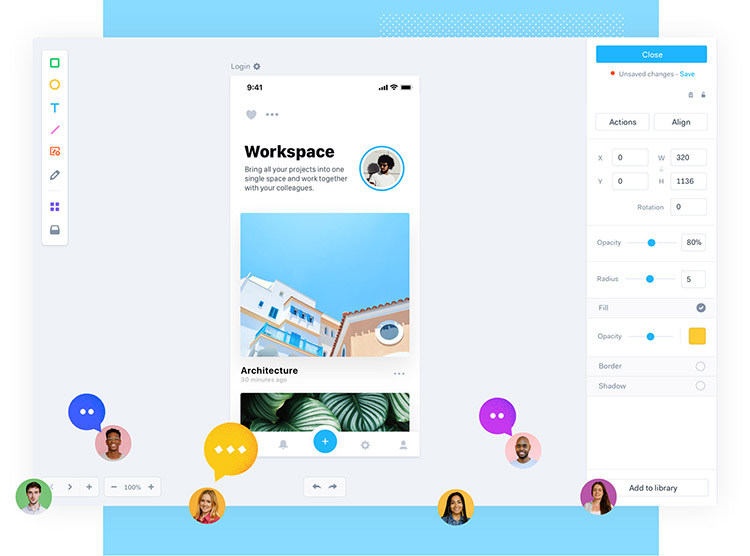 Close
Unsaved changes - Save
Login
9:41
Actions
Align
Workspace
Bring all your projects into one
single space and work together
with your colleagues.
X 0 W 320
Y 0 H 1136
Rotation 0
Opacity 80%
Radius 5
Fill
Opacity
Border
Shadow
Architecture
30 minutes ago
100%
Add to library